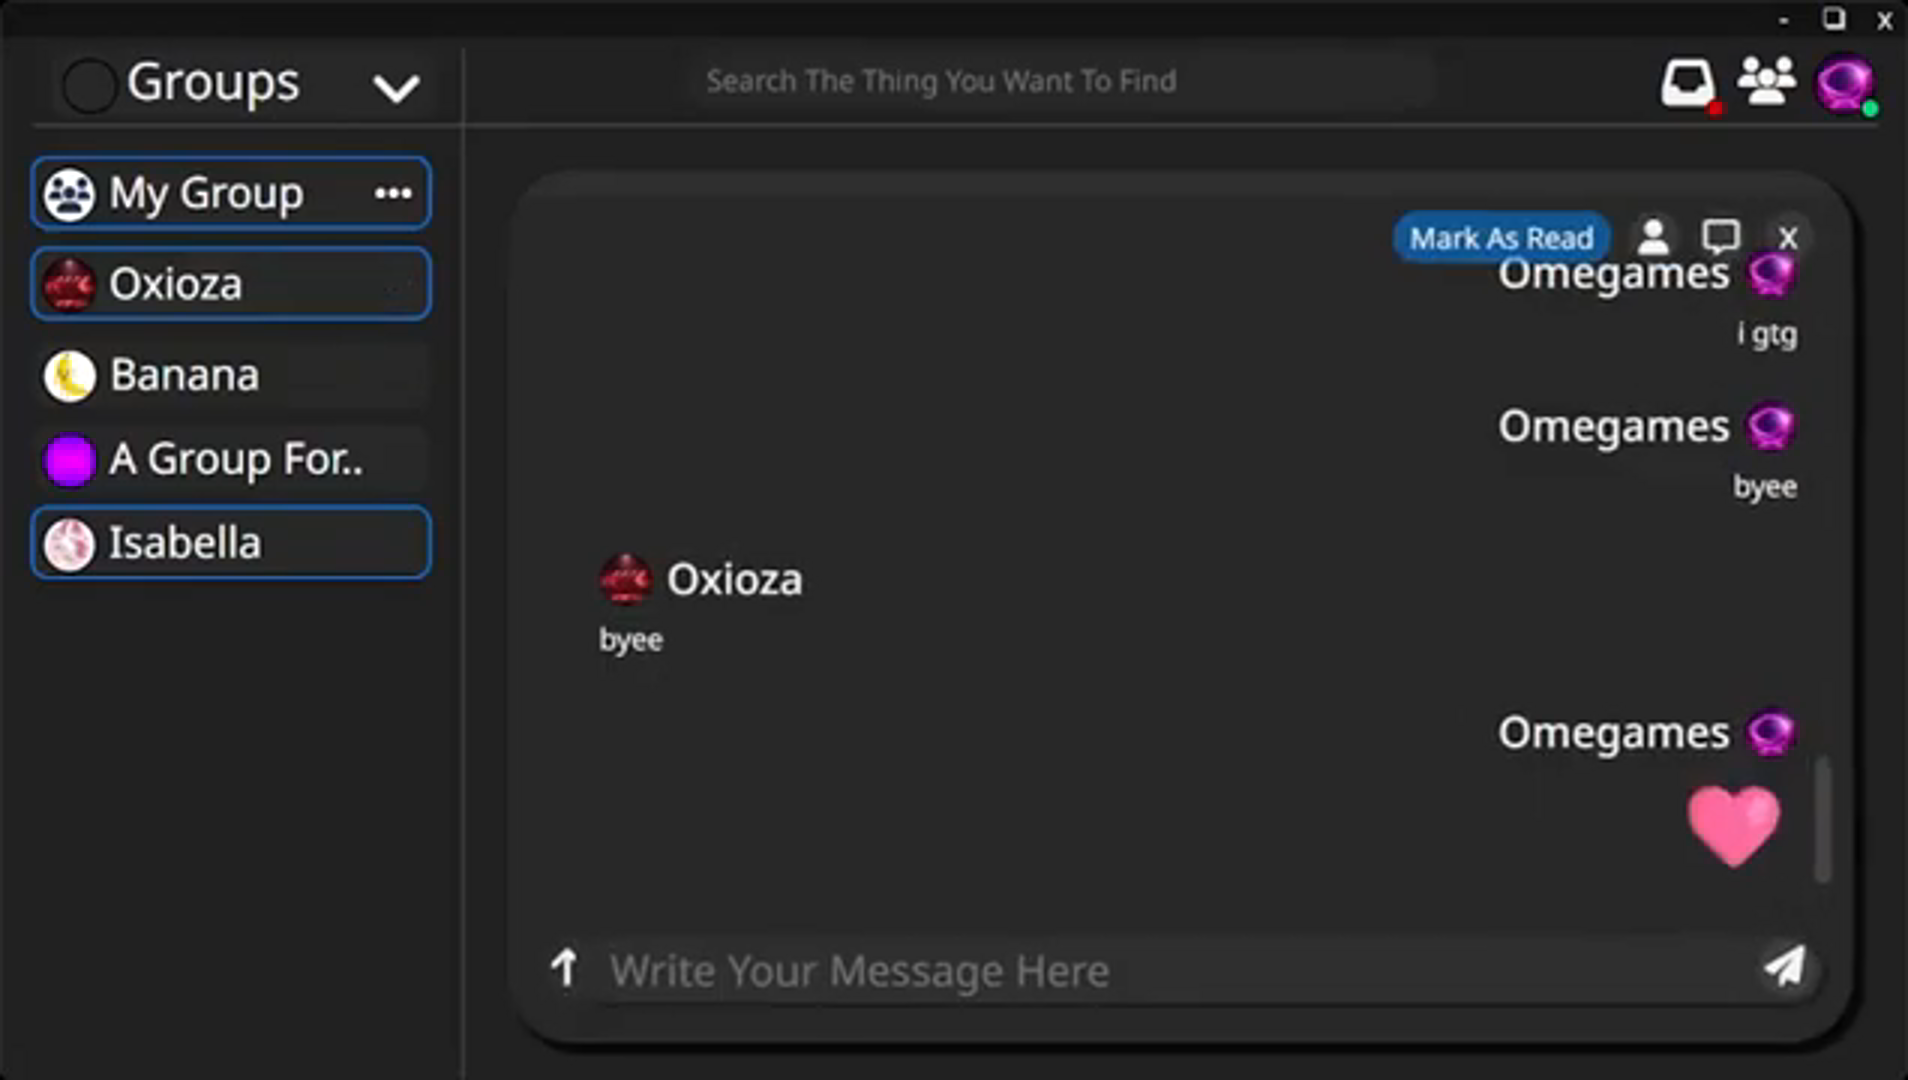 Groups
Search The Thing You Want To Find
My Group
Oxioza
Banana
A Group For..
Isabella
Mark As Read
X
Omegames
i gtg
Omegames
byee
Oxioza
byee
Omegames
Write Your Message Here